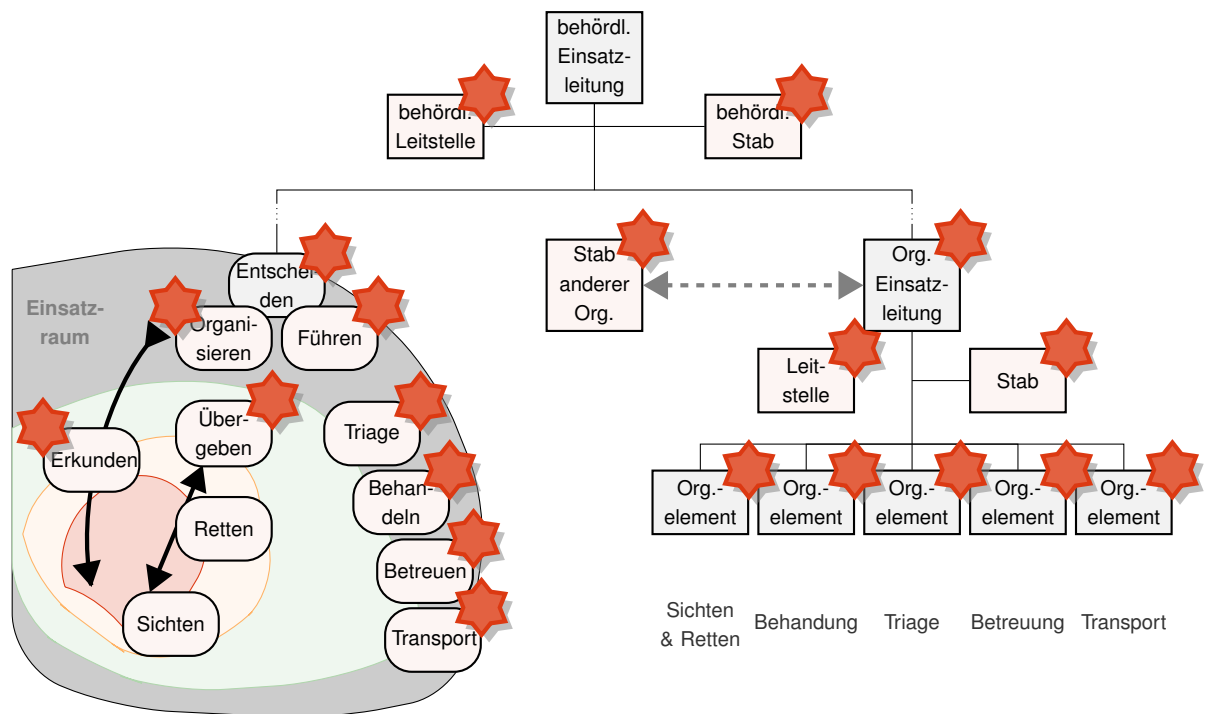 behördl.
Einsatz-
leitung
behördl.
Leitstelle
behördl.
Stab
Einsatz-
raum
Entschei-
den
Organi-
sieren
Führen
Stab
anderer
Org.
Org.
Einsatz-
leitung
Leit-
stelle
Stab
Erkunden
Über-
geben
Triage
Behan-
deln
Retten
Betreuen
Sichten
Transport
Org.-
element
Org.-
element
Org.-
element
Org.-
element
Org.-
element
Sichten
& Retten
Behandung
Triage
Betreuung
Transport